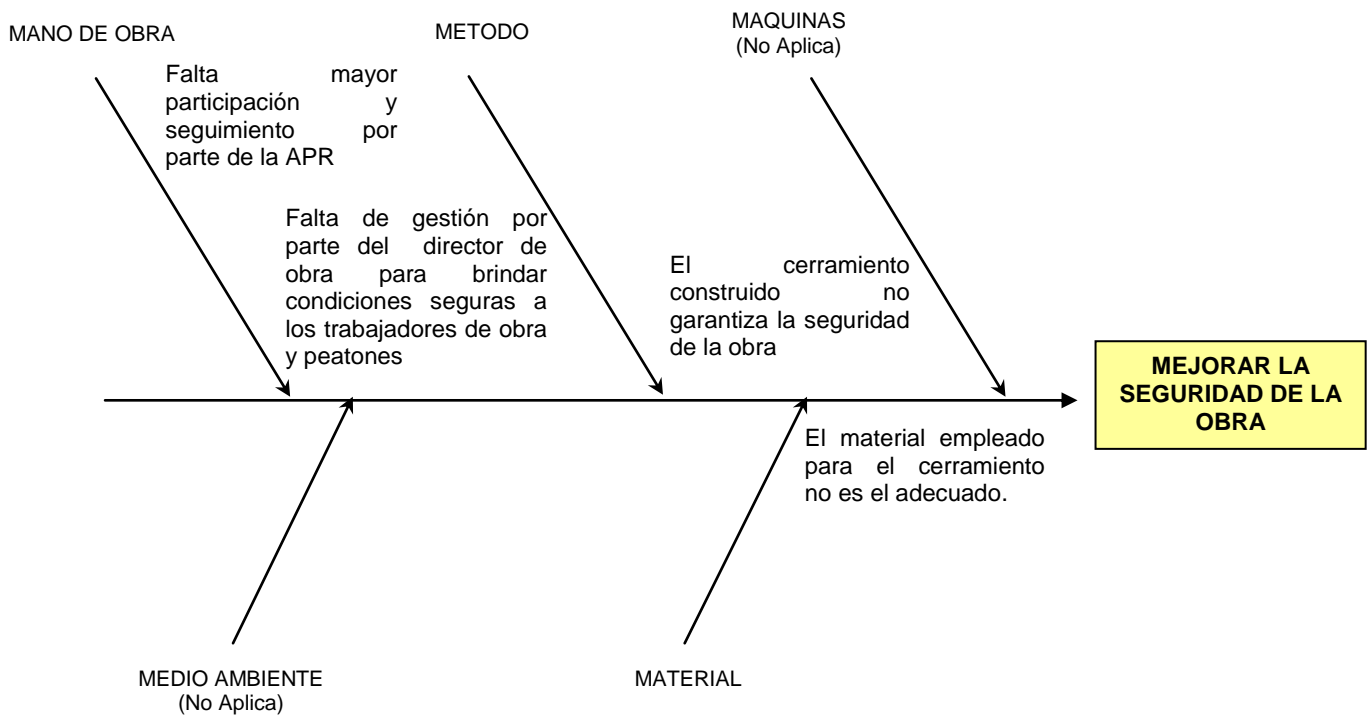 MANO DE OBRA
METODO
MAQUINAS
(No Aplica)
Falta mayor
participación y
seguimiento por
parte de la APR
Falta de gestión por
parte del director de
obra para brindar
condiciones seguras a
los trabajadores de obra
y peatones
El cerramiento
construido no
garantiza la seguridad
de la obra
MEJORAR LA
SEGURIDAD DE LA
OBRA
El material empleado
para el cerramiento
no es el adecuado.
MEDIO AMBIENTE
(No Aplica)
MATERIAL